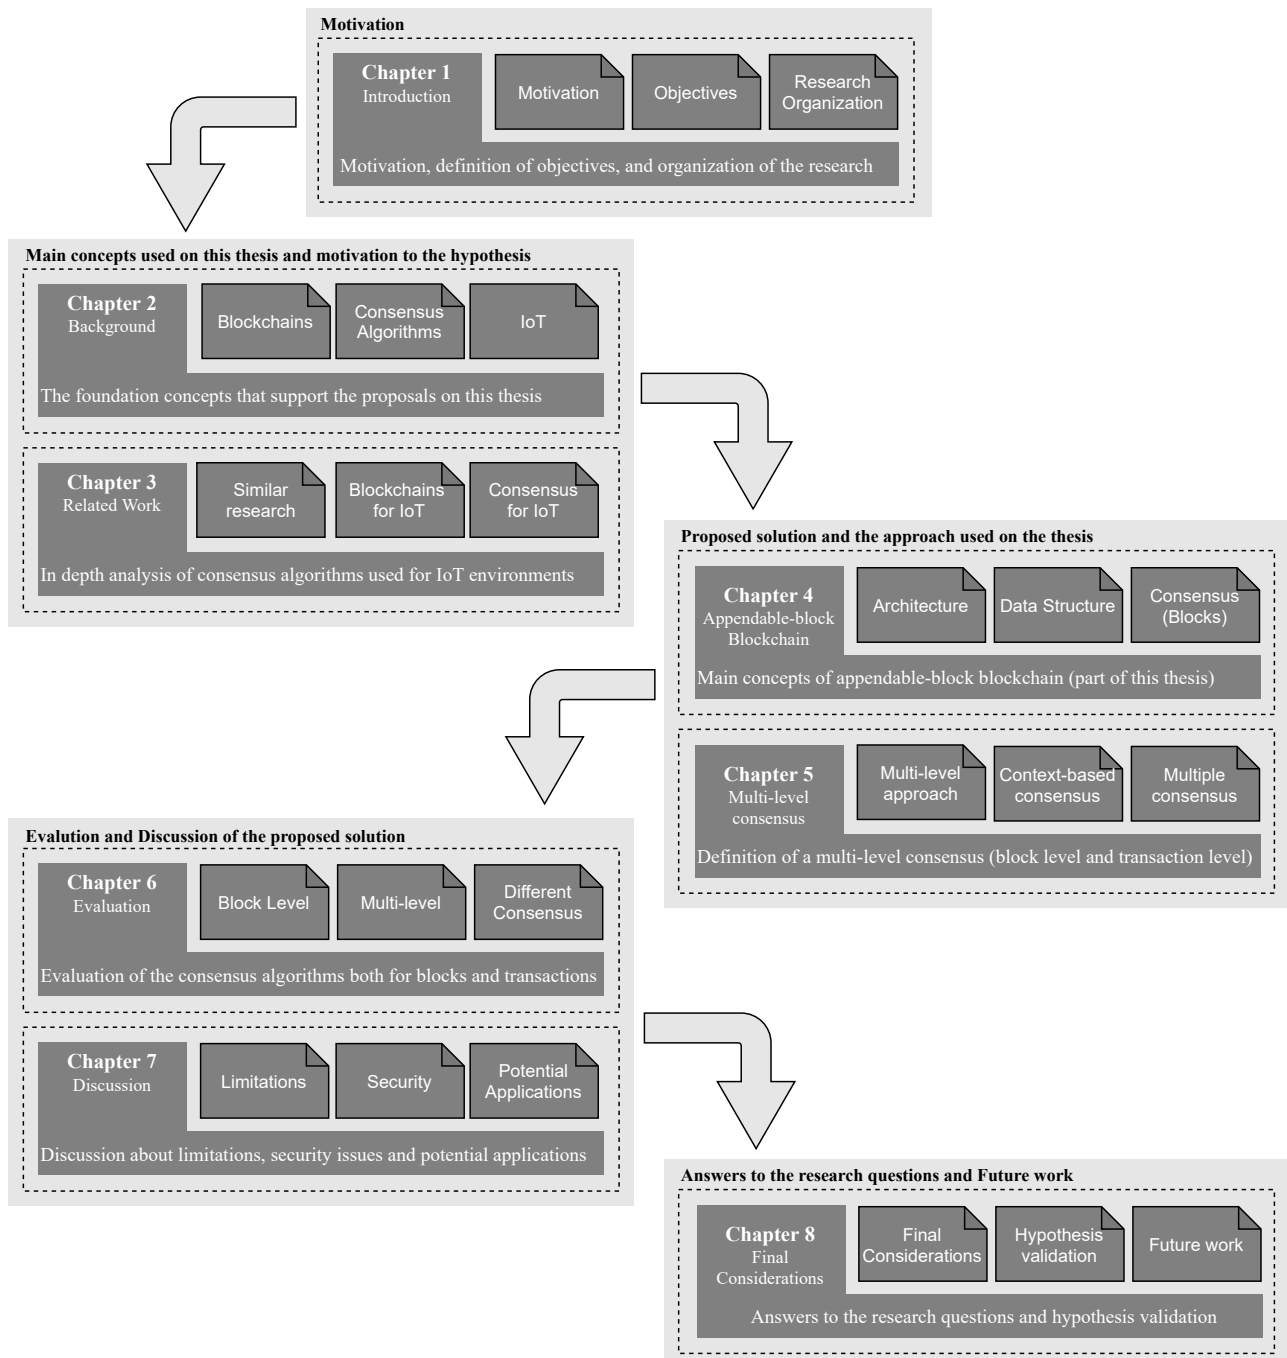 Motivation
Chapter 1
Introduction
Motivation
Objectives
Research
Organization
Motivation, definition of objectives, and organization of the research
Main concepts used on this thesis and motivation to the hypothesis
Chapter 2
Background
Blockchains
Consensus
Algorithms
IoT
The foundation concepts that support the proposals on this thesis
Chapter 3
Related Work
Similar
research
Blockchains
for IoT
Consensus
for IoT
In depth analysis of consensus algorithms used for IoT environments
Proposed solution and the approach used on the thesis
Chapter 4
Appendable-block
Blockchain
Architecture
Data Structure
Consensus
(Blocks)
Main concepts of appendable-block blockchain (part of this thesis)
Chapter 5
Multi-level
consensus
Multi-level
approach
Context-based
consensus
Multiple
consensus
Definition of a multi-level consensus (block level and transaction level)
Evalution and Discussion of the proposed solution
Chapter 6
Evaluation
Block Level
Multi-level
Different
Consensus
Evaluation of the consensus algorithms both for blocks and transactions
Chapter 7
Discussion
Limitations
Security
Potential
Applications
Discussion about limitations, security issues and potential applications
Answers to the research questions and Future work
Chapter 8
Final
Considerations
Final
Considerations
Hypothesis
validation
Future work
Answers to the research questions and hypothesis validation